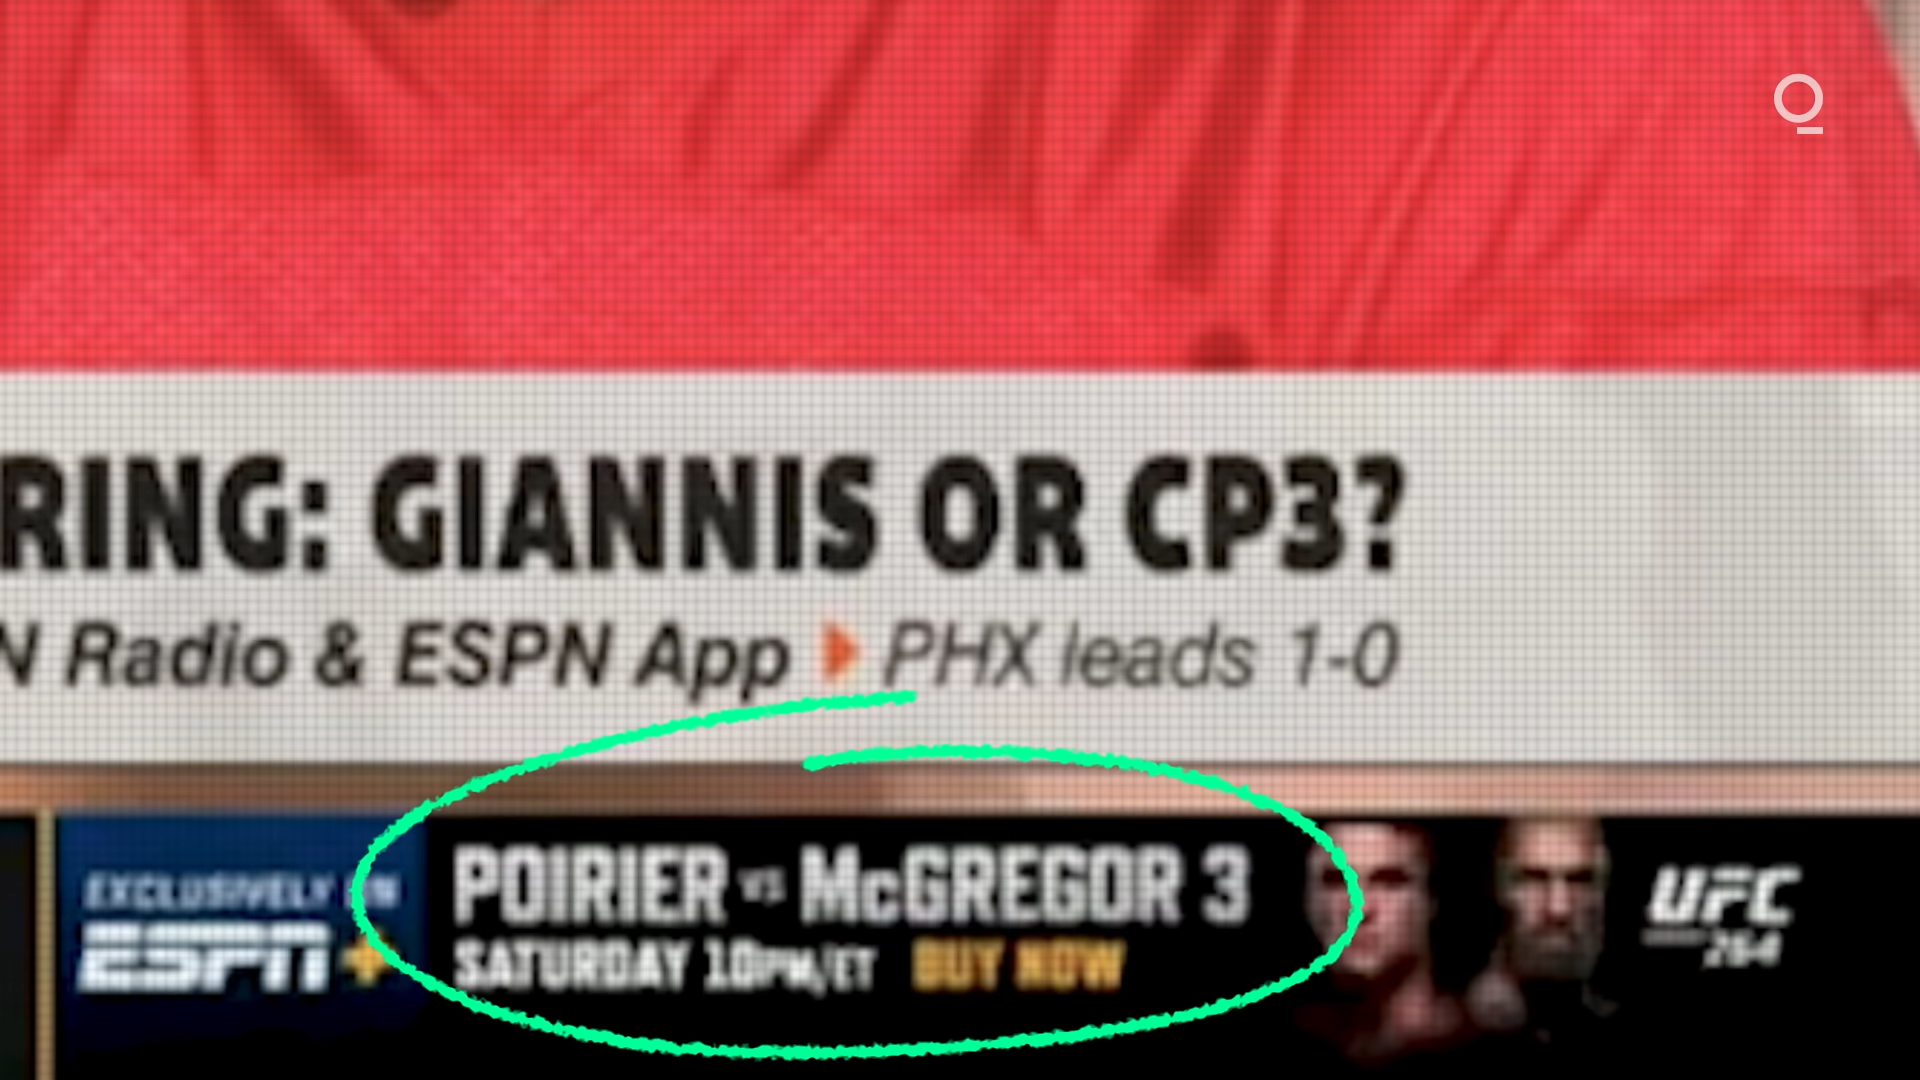 RING: GIANNIS OR CP3?
N Radio & ESPN App PHX leads 1-0
EXCLUSIVELY ON
ESPN+
POIRIER VS McGREGOR 3
SATURDAY 10PM/ET BUY NOW
UFC
264